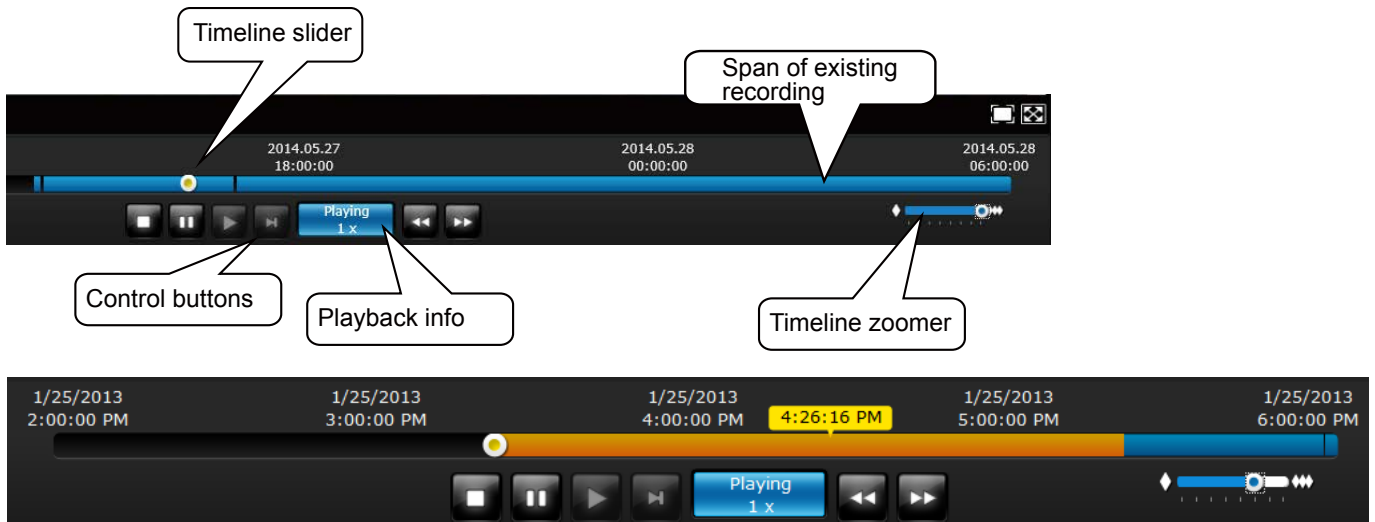 Timeline slider
Span of existing
recording
2014.05.27
18:00:00
2014.05.28
00:00:00
2014.05.28
06:00:00
Playing
1 x
Control buttons
Playback info
Timeline zoomer
1/25/2013
2:00:00 PM
1/25/2013
3:00:00 PM
1/25/2013
4:00:00 PM
4:26:16 PM
1/25/2013
5:00:00 PM
1/25/2013
6:00:00 PM
Playing
1 x